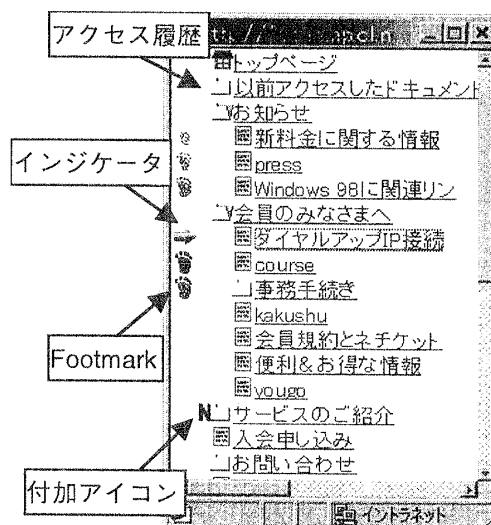 アクセス履歴
トップページ
以前アクセスしたドキュメント
お知らせ
新料金に関する情報
インジケータ
press
Windows 98に関連リン
会員のみなさまへ
ダイヤルアップIP接続
course
事務手続き
Footmark
kakushu
会員規約とネチケット
便利&お得な情報
yougo
N
サービスのご紹介
入会申し込み
付加アイコン
お問い合わせ
イントラネット